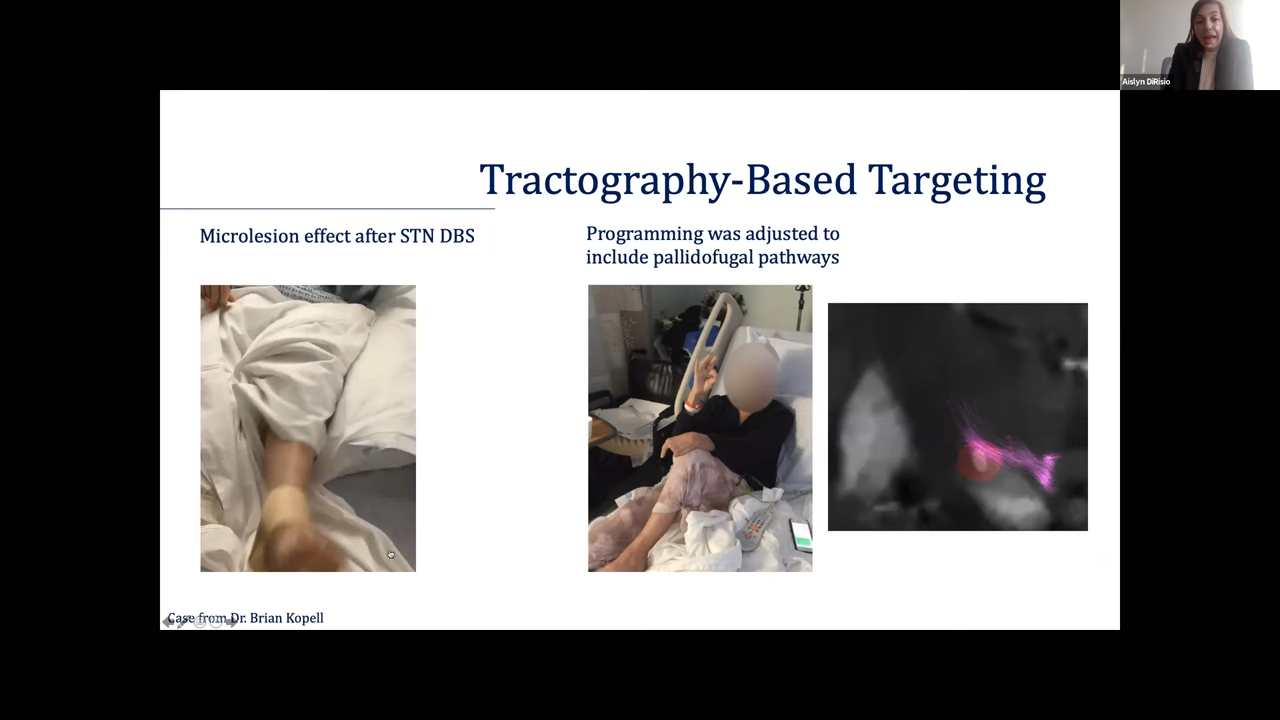 Aislyn DiRisio
Tractography-Based Targeting
Microlesion effect after STN DBS
Programming was adjusted to
include pallidofugal pathways
Case from Dr. Brian Kopell